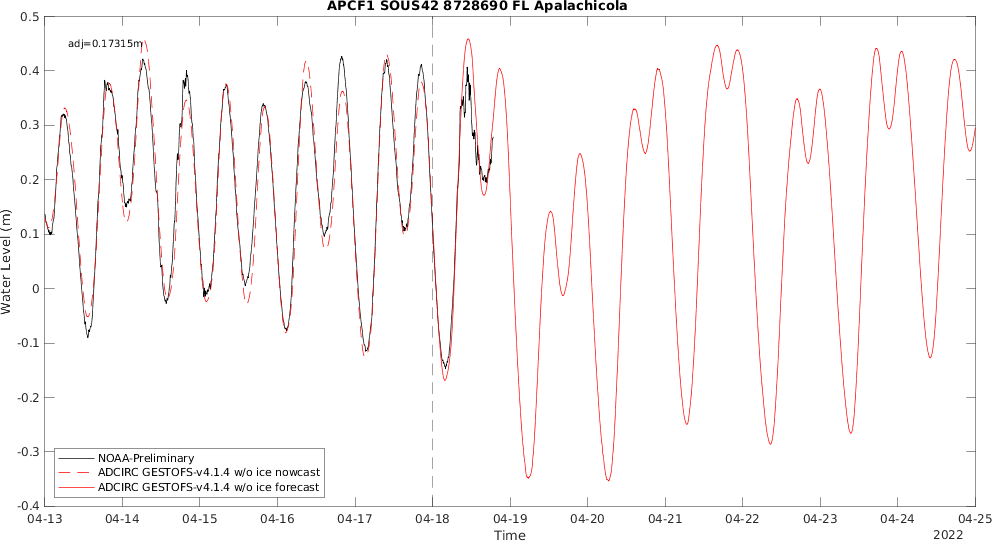 APCF1 SOUS42 8728690 FL Apalachicola
0.5
adj=0.17315m
0.4
0.3
0.2
0.1
0
-0.1
-0.2
-0.3
-0.4
Water Level (m)
NOAA-Preliminary
ADCIRC GESTOFS-v4.1.4 w/o ice nowcast
ADCIRC GESTOFS-v4.1.4 w/o ice forecast
04-13 04-14 04-15 04-16 04-17 04-18 04-19 04-20 04-21 04-22 04-23 04-24 04-25
Time
2022